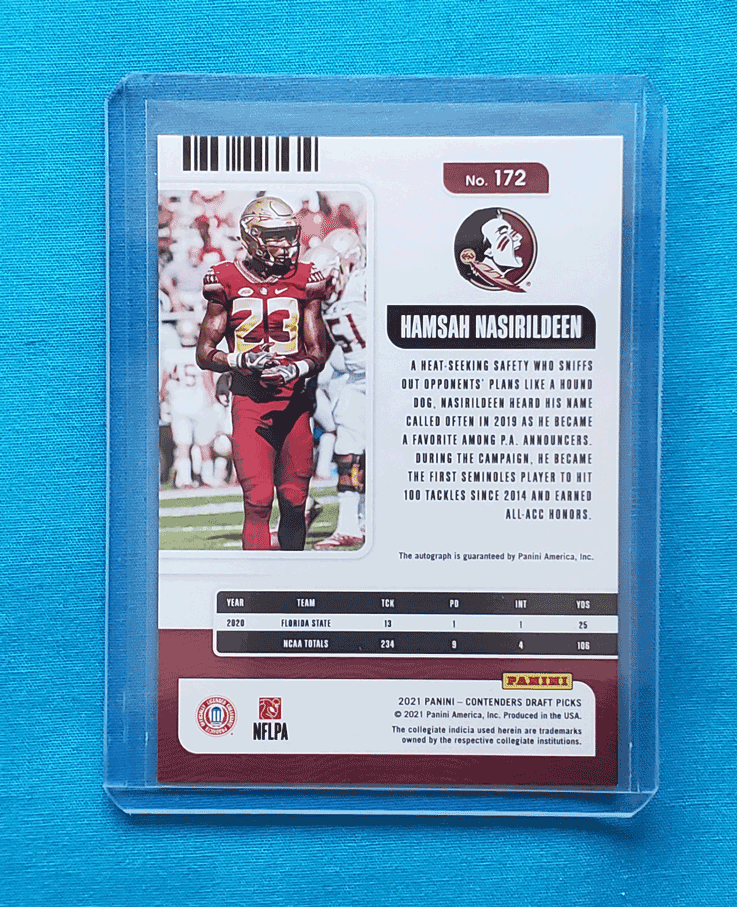 No. 172
HAMSAH NASIRILDEEN
A HEAT-SEEKING SAFETY WHO SNIFFS
OUT OPPONENTS' PLANS LIKE A HOUND
DOG, NASIRILDEEN HEARD HIS NAME
CALLED OFTEN IN 2019 AS HE BECAME
A FAVORITE AMONG P.A. ANNOUNCERS.
DURING THE CAMPAIGN, HE BECAME
THE FIRST SEMINOLES PLAYER TO HIT
100 TACKLES SINCE 2014 AND EARNED
ALL-ACC HONORS.
23
45
51
The autograph is guaranteed by Panini America, Inc.
YEAR TEAM TCK PD INT YDS
2020 FLORIDA STATE 13 1 1 25
NCAA TOTALS 234 9 4 106
PANINI
2021 PANINI – CONTENDERS DRAFT PICKS
© 2021 Panini America, Inc. Produced in the USA.
The collegiate indicia used herein are trademarks
owned by the respective collegiate institutions.
NFLPA